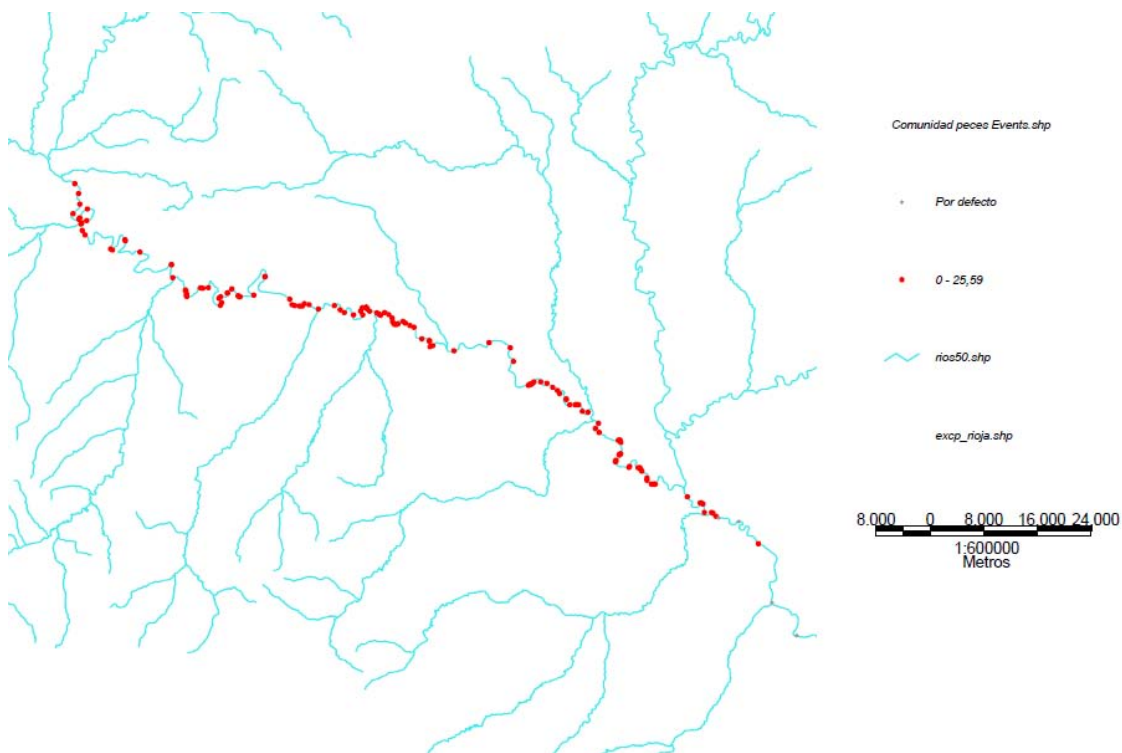 Comunidad peces Events.shp
Por defecto
0 - 25,59
rios50.shp
excp_rioja.shp
8.000 0 8.000 16.000 24.000
1:600000
Metros